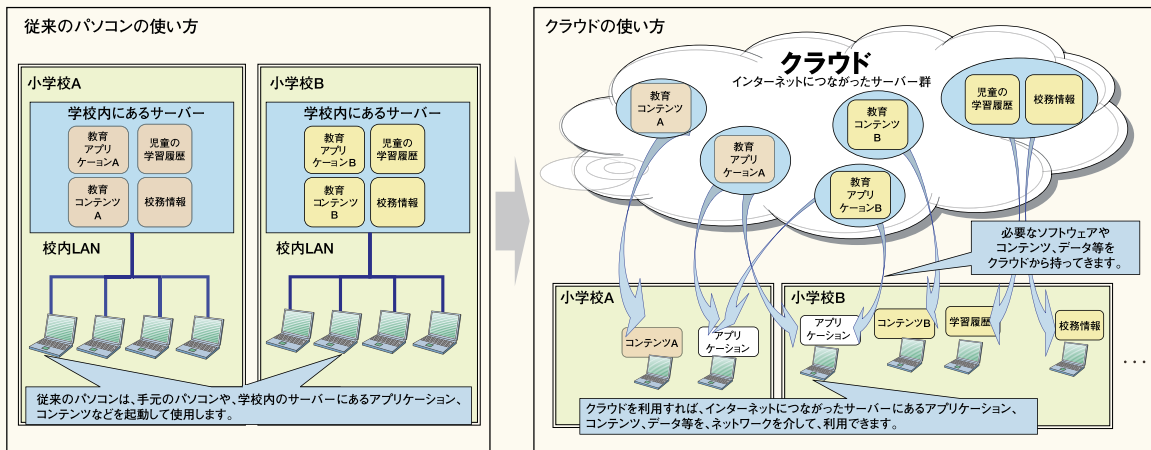 従来のパソコンの使い方
小学校A
学校内にあるサーバー
教育
アプリ
ケーションA
児童の
学習履歴
教育
コンテンツ
A
校務情報
校内LAN
小学校B
学校内にあるサーバー
教育
アプリ
ケーションB
児童の
学習履歴
教育
コンテンツ
B
校務情報
校内LAN
従来のパソコンは、手元のパソコンや、学校内のサーバーにあるアプリケーション、
コンテンツなどを起動して使用します。
クラウドの使い方
クラウド
インターネットにつながったサーバー群
教育
コンテンツ
A
教育
アプリ
ケーションA
教育
コンテンツ
B
教育
アプリ
ケーションB
児童の
学習履歴
校務情報
必要なソフトウェアや
コンテンツ、データ等を
クラウドから持ってきます。
小学校A
コンテンツA
アプリ
ケーション
小学校B
アプリ
ケーション
コンテンツB
学習履歴
校務情報
・・・・
クラウドを利用すれば、インターネットにつながったサーバーにあるアプリケーション、
コンテンツ、データ等を、ネットワークを介して、利用できます。